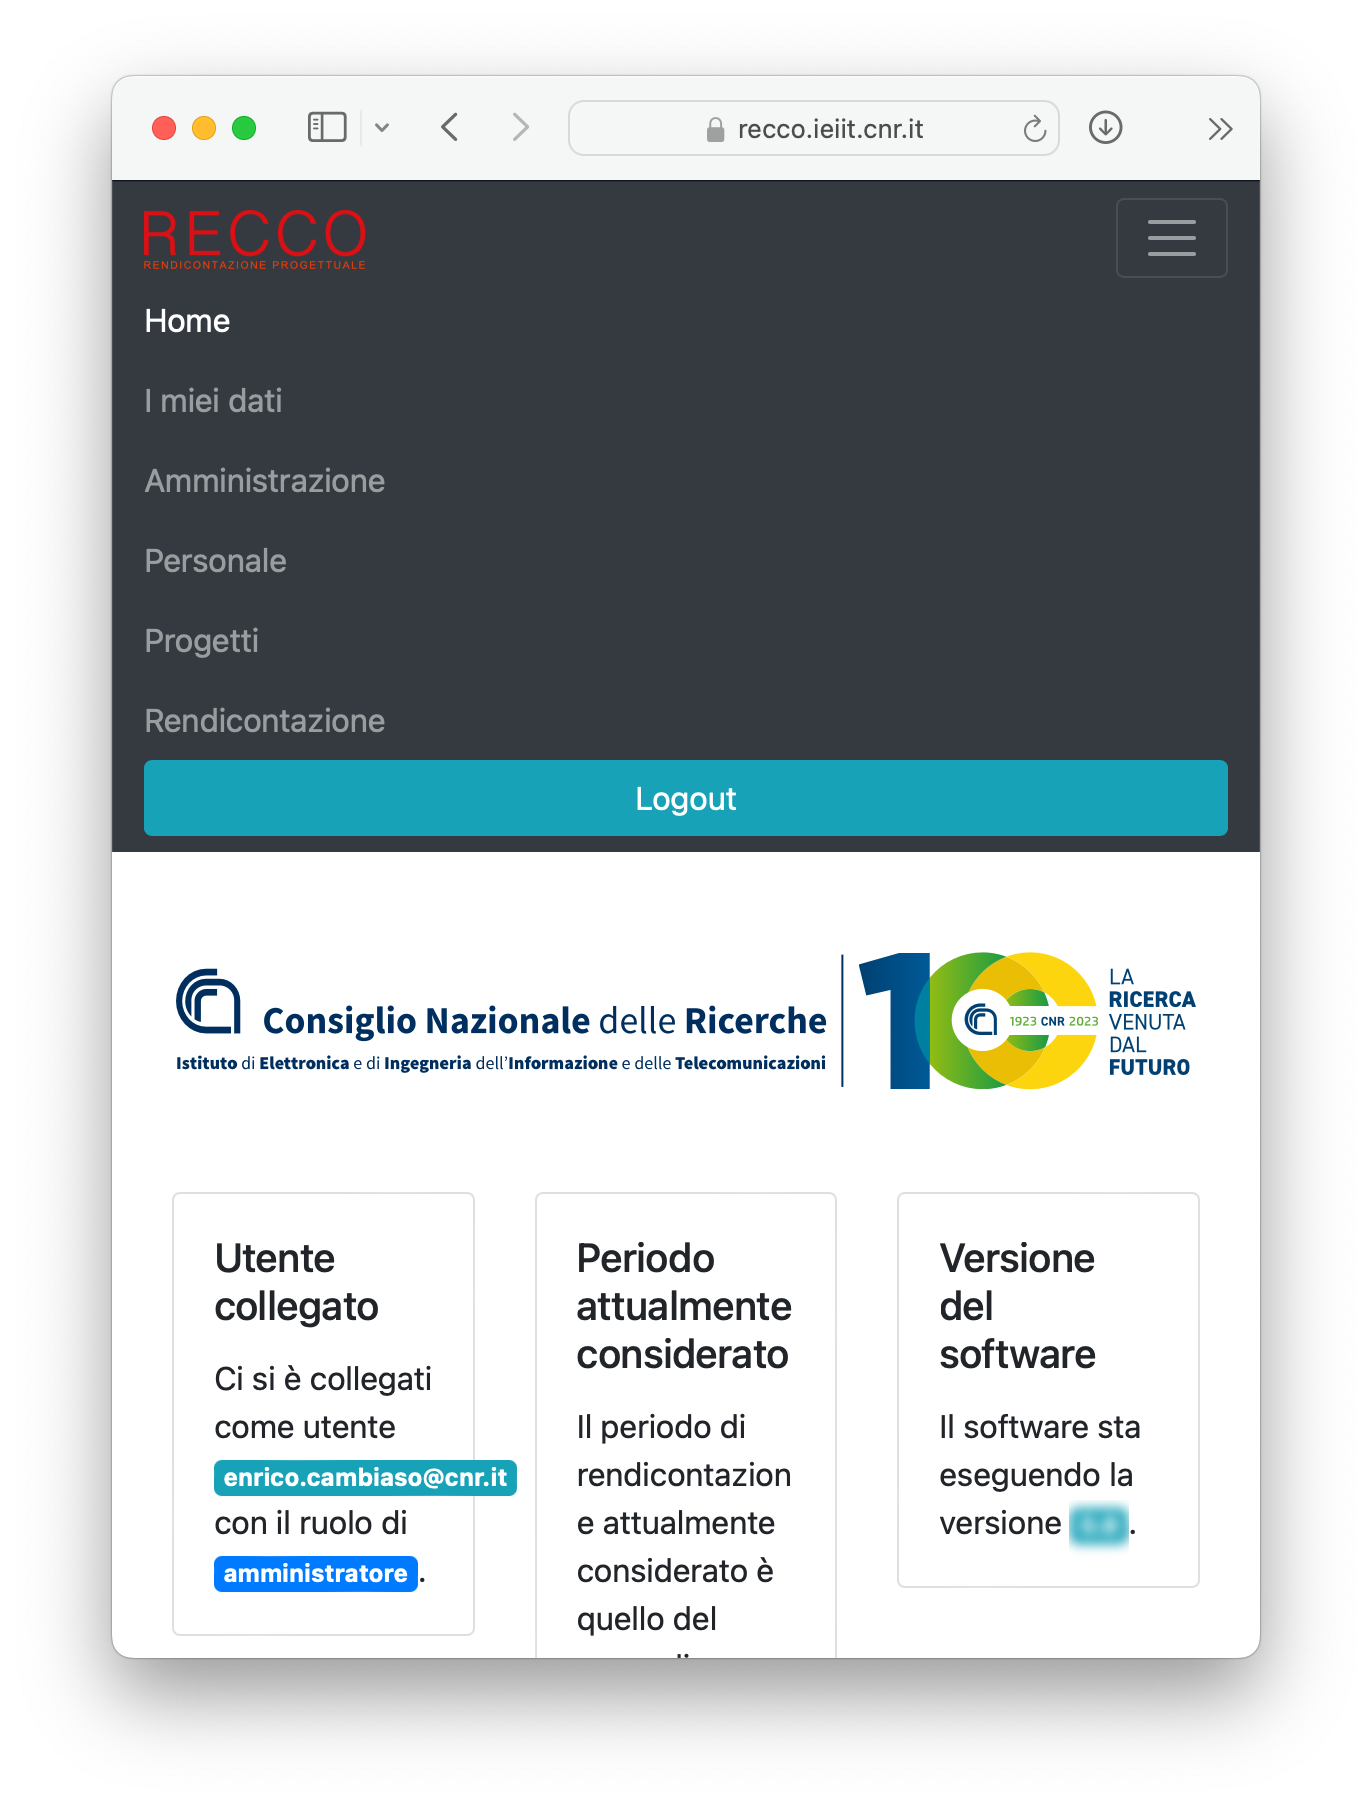 recco.ieiit.cnr.it
RECCO
RENDICONTAZIONE PROGETTUALE
Home
I miei dati
Amministrazione
Personale
Progetti
Rendicontazione
Logout
Consiglio Nazionale delle Ricerche
Istituto di Elettronica e di Ingegneria dell'Informazione e delle Telecomunicazioni
100
1923 CNR 2023
LA
RICERCA
VENUTA
DAL
FUTURO
Utente
collegato
Ci si è collegati
come utente
enrico.cambiaso@cnr.it
con il ruolo di
amministratore.
Periodo
attualmente
considerato
Il periodo di
rendicontazion
e attualmente
considerato è
quello del
Versione
del
software
Il software sta
eseguendo la
versione .